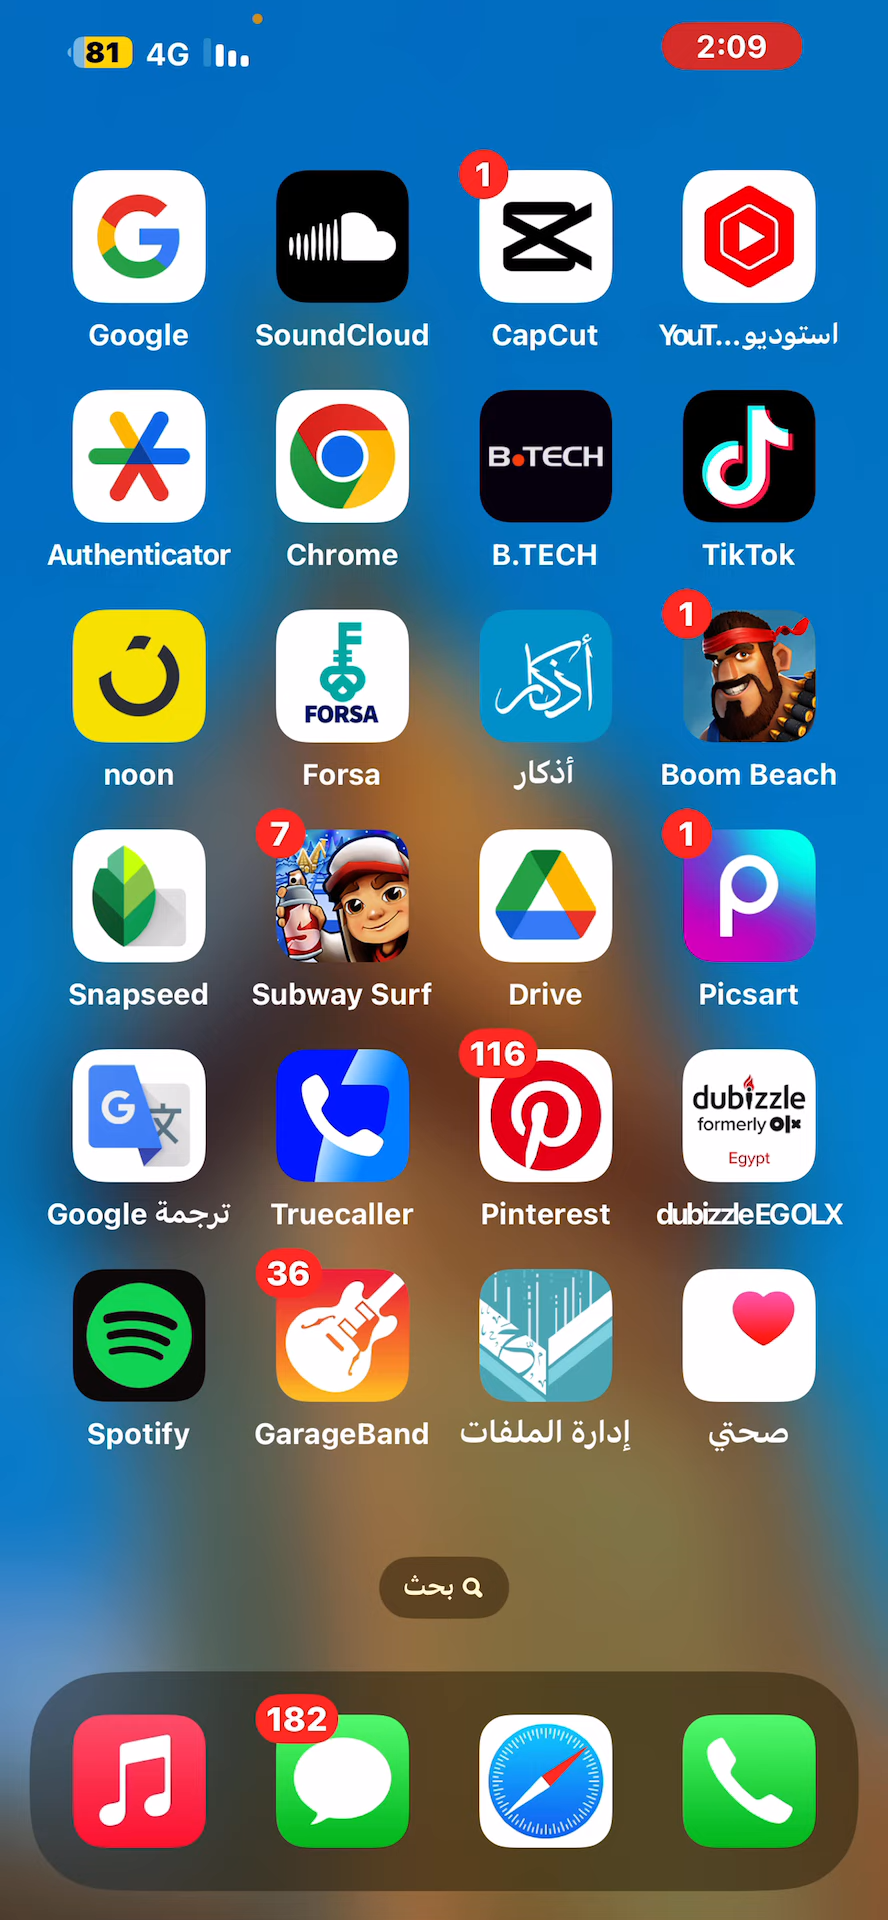 81 4G 2:09
1
Google SoundCloud CapCut استوديو...YouT
B.TECH
Authenticator Chrome B.TECH TikTok
1
FORSA أذكار
noon Forsa أذكار Boom Beach
7 1
Snapseed Subway Surf Drive Picsart
116
dubizzle
formerly olx
Egypt
ترجمة Google Truecaller Pinterest dubizzleEGOLX
36
Spotify GarageBand إدارة الملفات صحتي
بحث
182